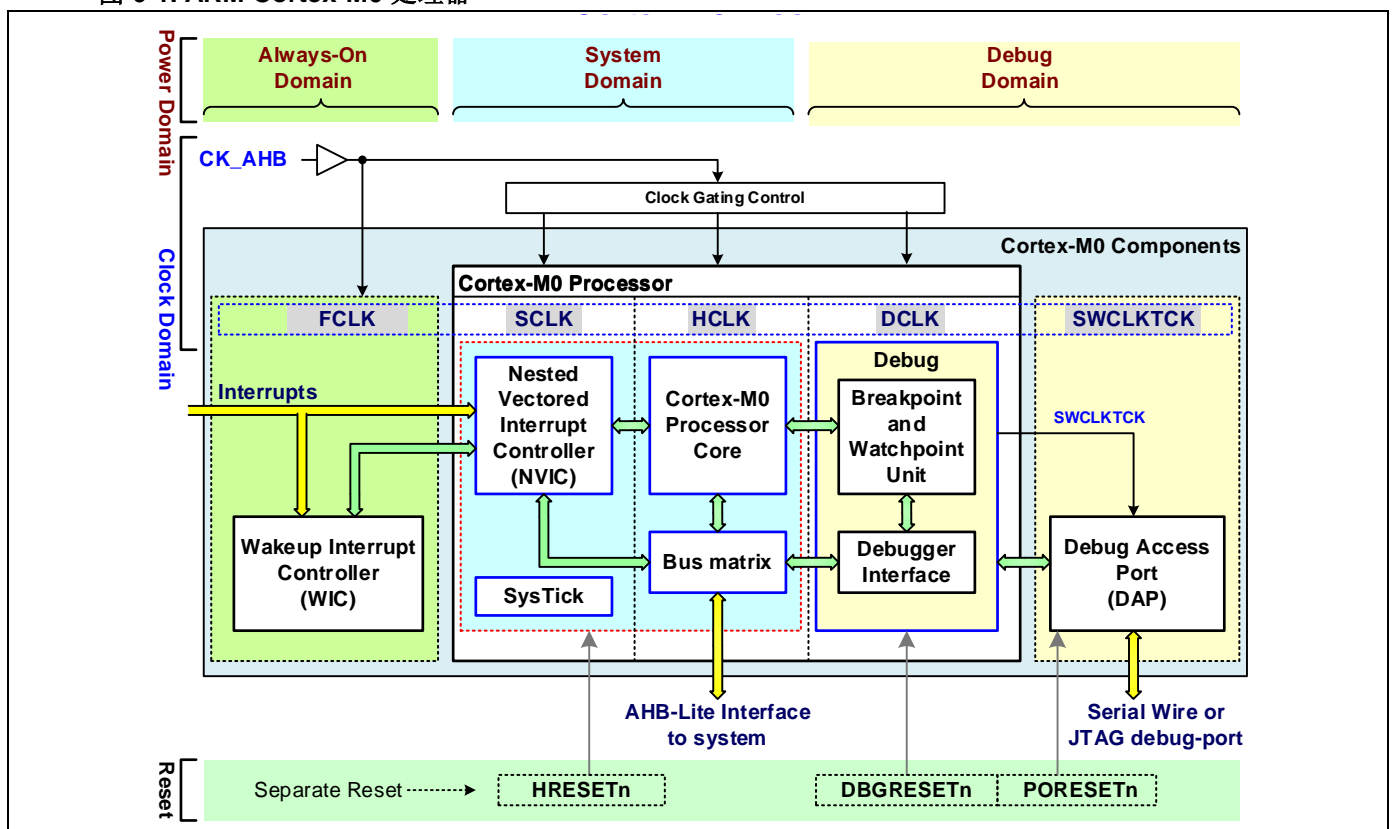 Power Domain
Always-On
Domain
System
Domain
Debug
Domain
Clock Domain
CK_AHB
Clock Gating Control
Cortex-M0 Components
Cortex-M0 Processor
FCLK
SCLK
HCLK
DCLK
SWCLKTCK
Interrupts
Nested
Vectored
Interrupt
Controller
(NVIC)
Cortex-M0
Processor
Core
Debug
Breakpoint
and
Watchpoint
Unit
SWCLKTCK
Wakeup Interrupt
Controller
(WIC)
SysTick
Bus matrix
Debugger
Interface
Debug Access
Port
(DAP)
AHB-Lite Interface
to system
Serial Wire or
JTAG debug-port
Reset
Separate Reset
HRESETn
DBGRESETn
PORESETn